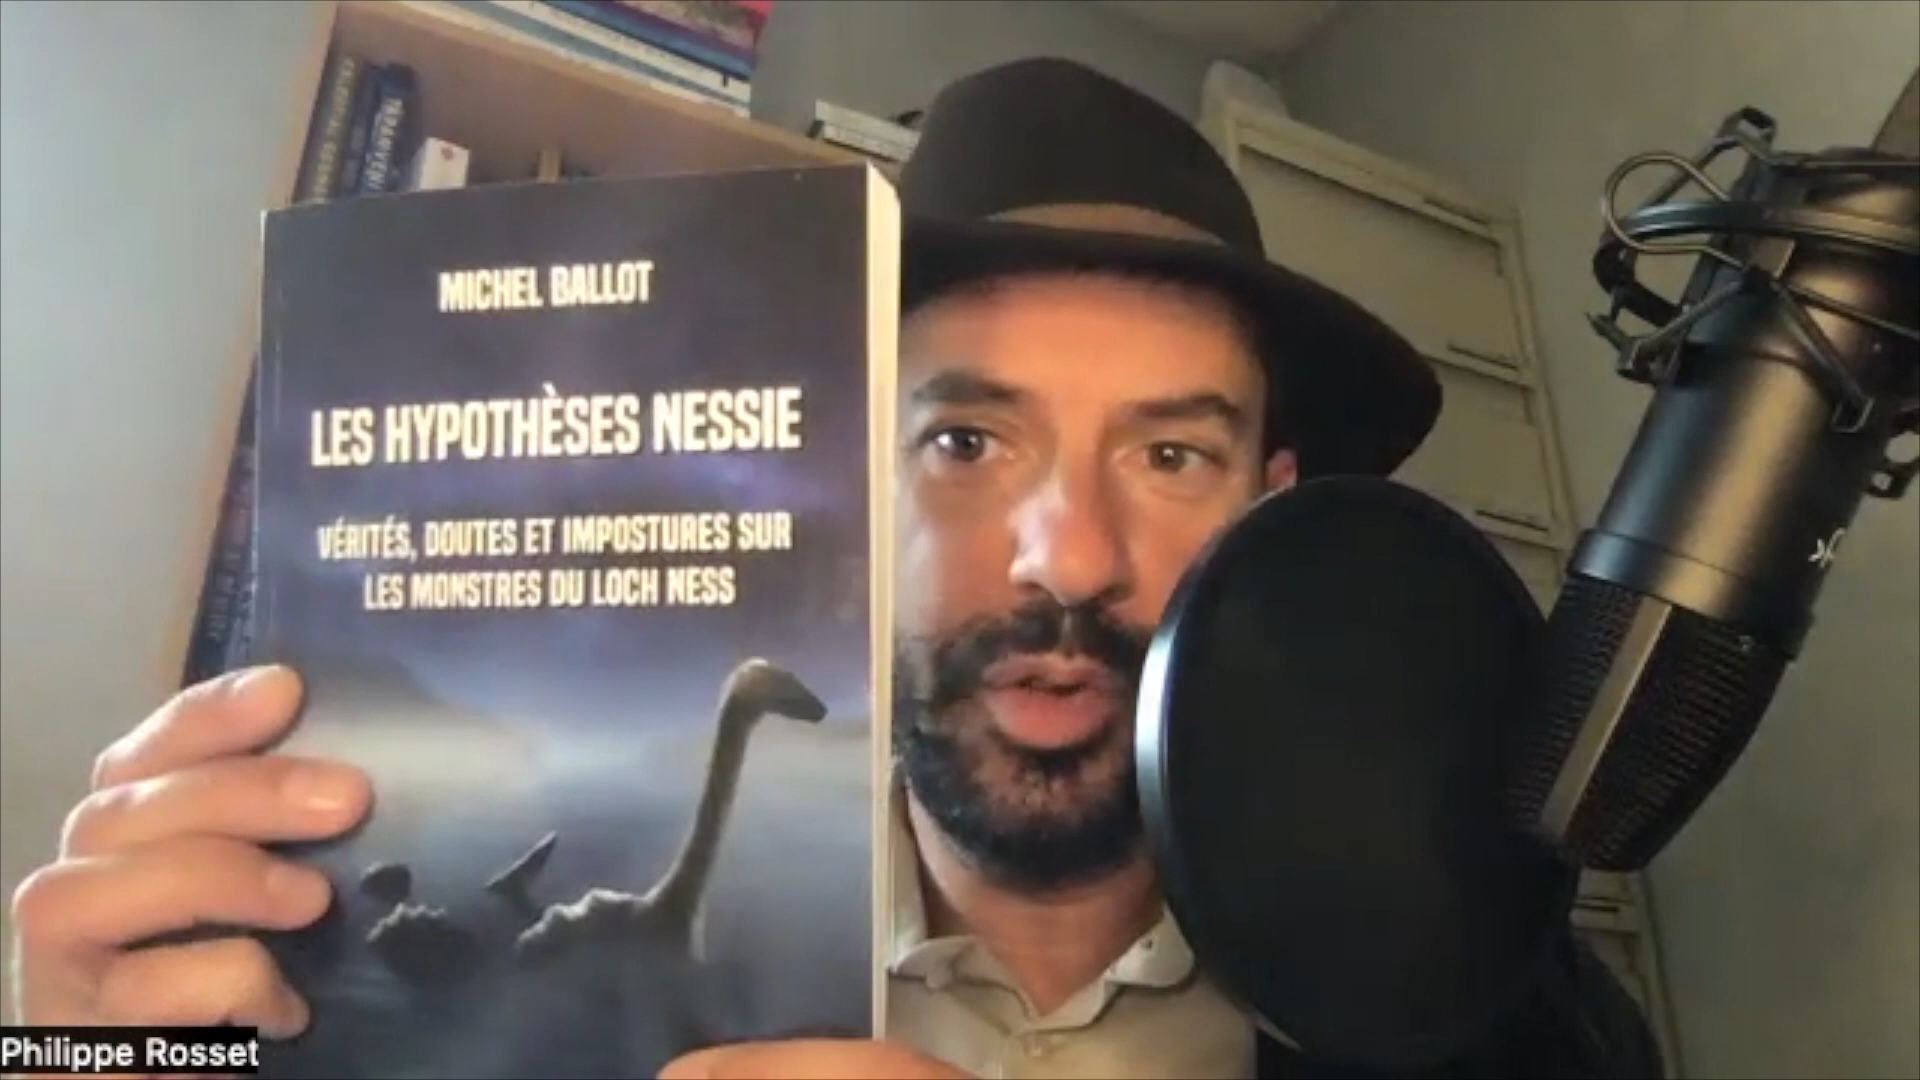 MICHEL BALLOT
LES HYPOTHÈSES NESSIE
VÉRITÉS, DOUTES ET IMPOSTURES SUR
LES MONSTRES DU LOCH NESS
Philippe Rosset